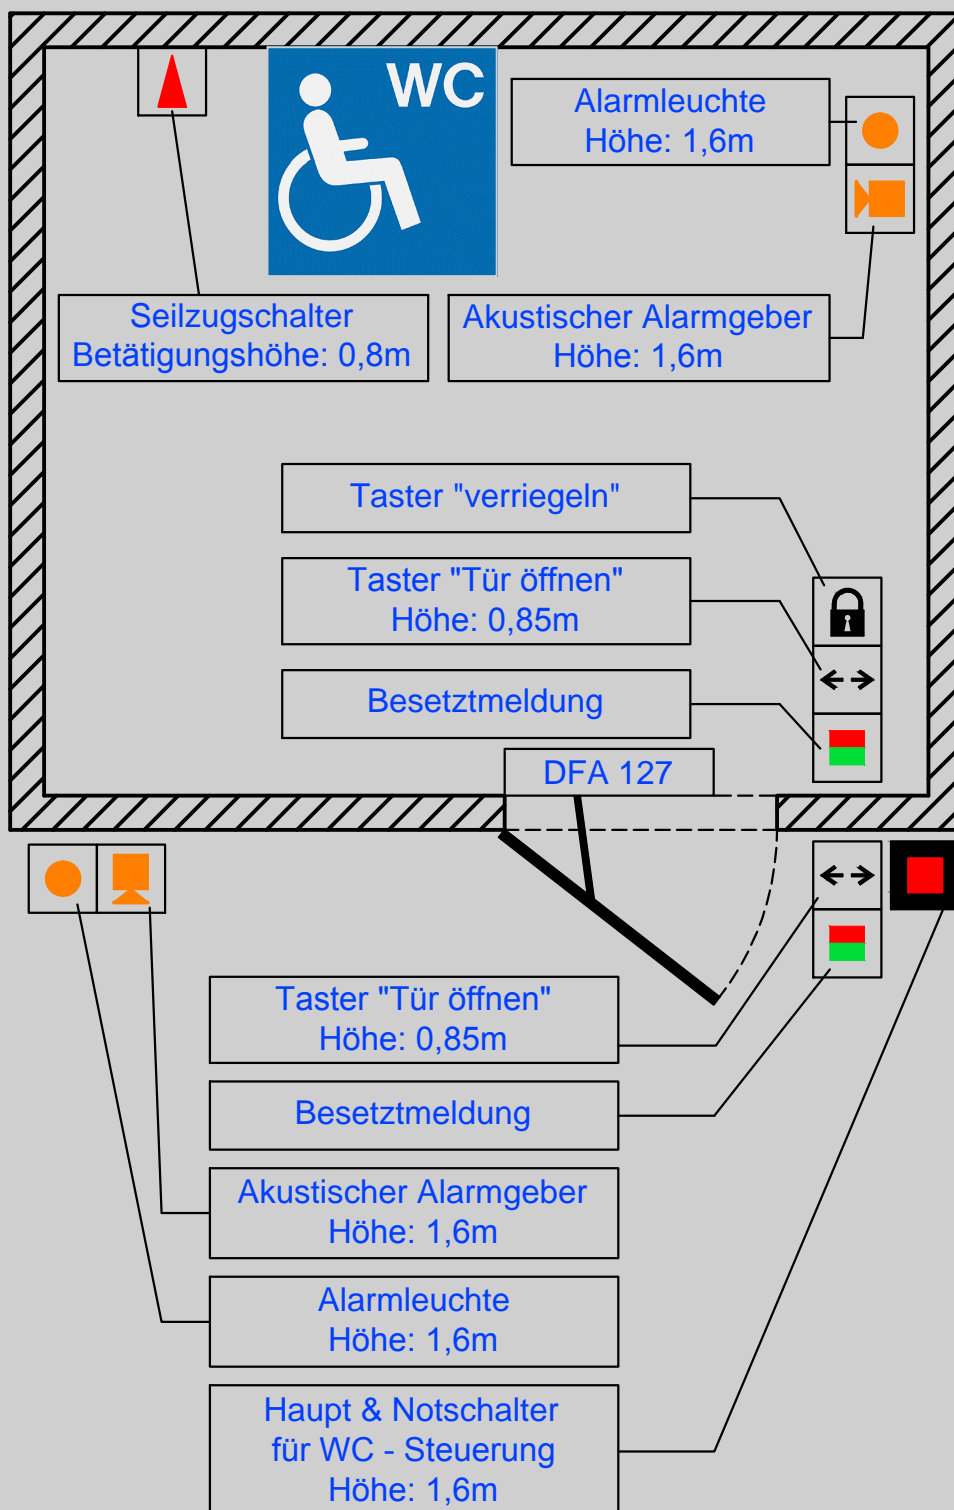 WC
Alarmleuchte
Höhe: 1,6m
Seilzugschalter
Betätigungshöhe: 0,8m
Akustischer Alarmgeber
Höhe: 1,6m
Taster "verriegeln"
Taster "Tür öffnen"
Höhe: 0,85m
Besetztmeldung
DFA 127
Taster "Tür öffnen"
Höhe: 0,85m
Besetztmeldung
Akustischer Alarmgeber
Höhe: 1,6m
Alarmleuchte
Höhe: 1,6m
Haupt & Notschalter
für WC - Steuerung
Höhe: 1,6m